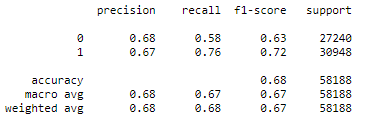 precision recall f1-score support
0 0.68 0.58 0.63 27240
1 0.67 0.76 0.72 30948
accuracy 0.68 58188
macro avg 0.68 0.67 0.67 58188
weighted avg 0.68 0.68 0.67 58188